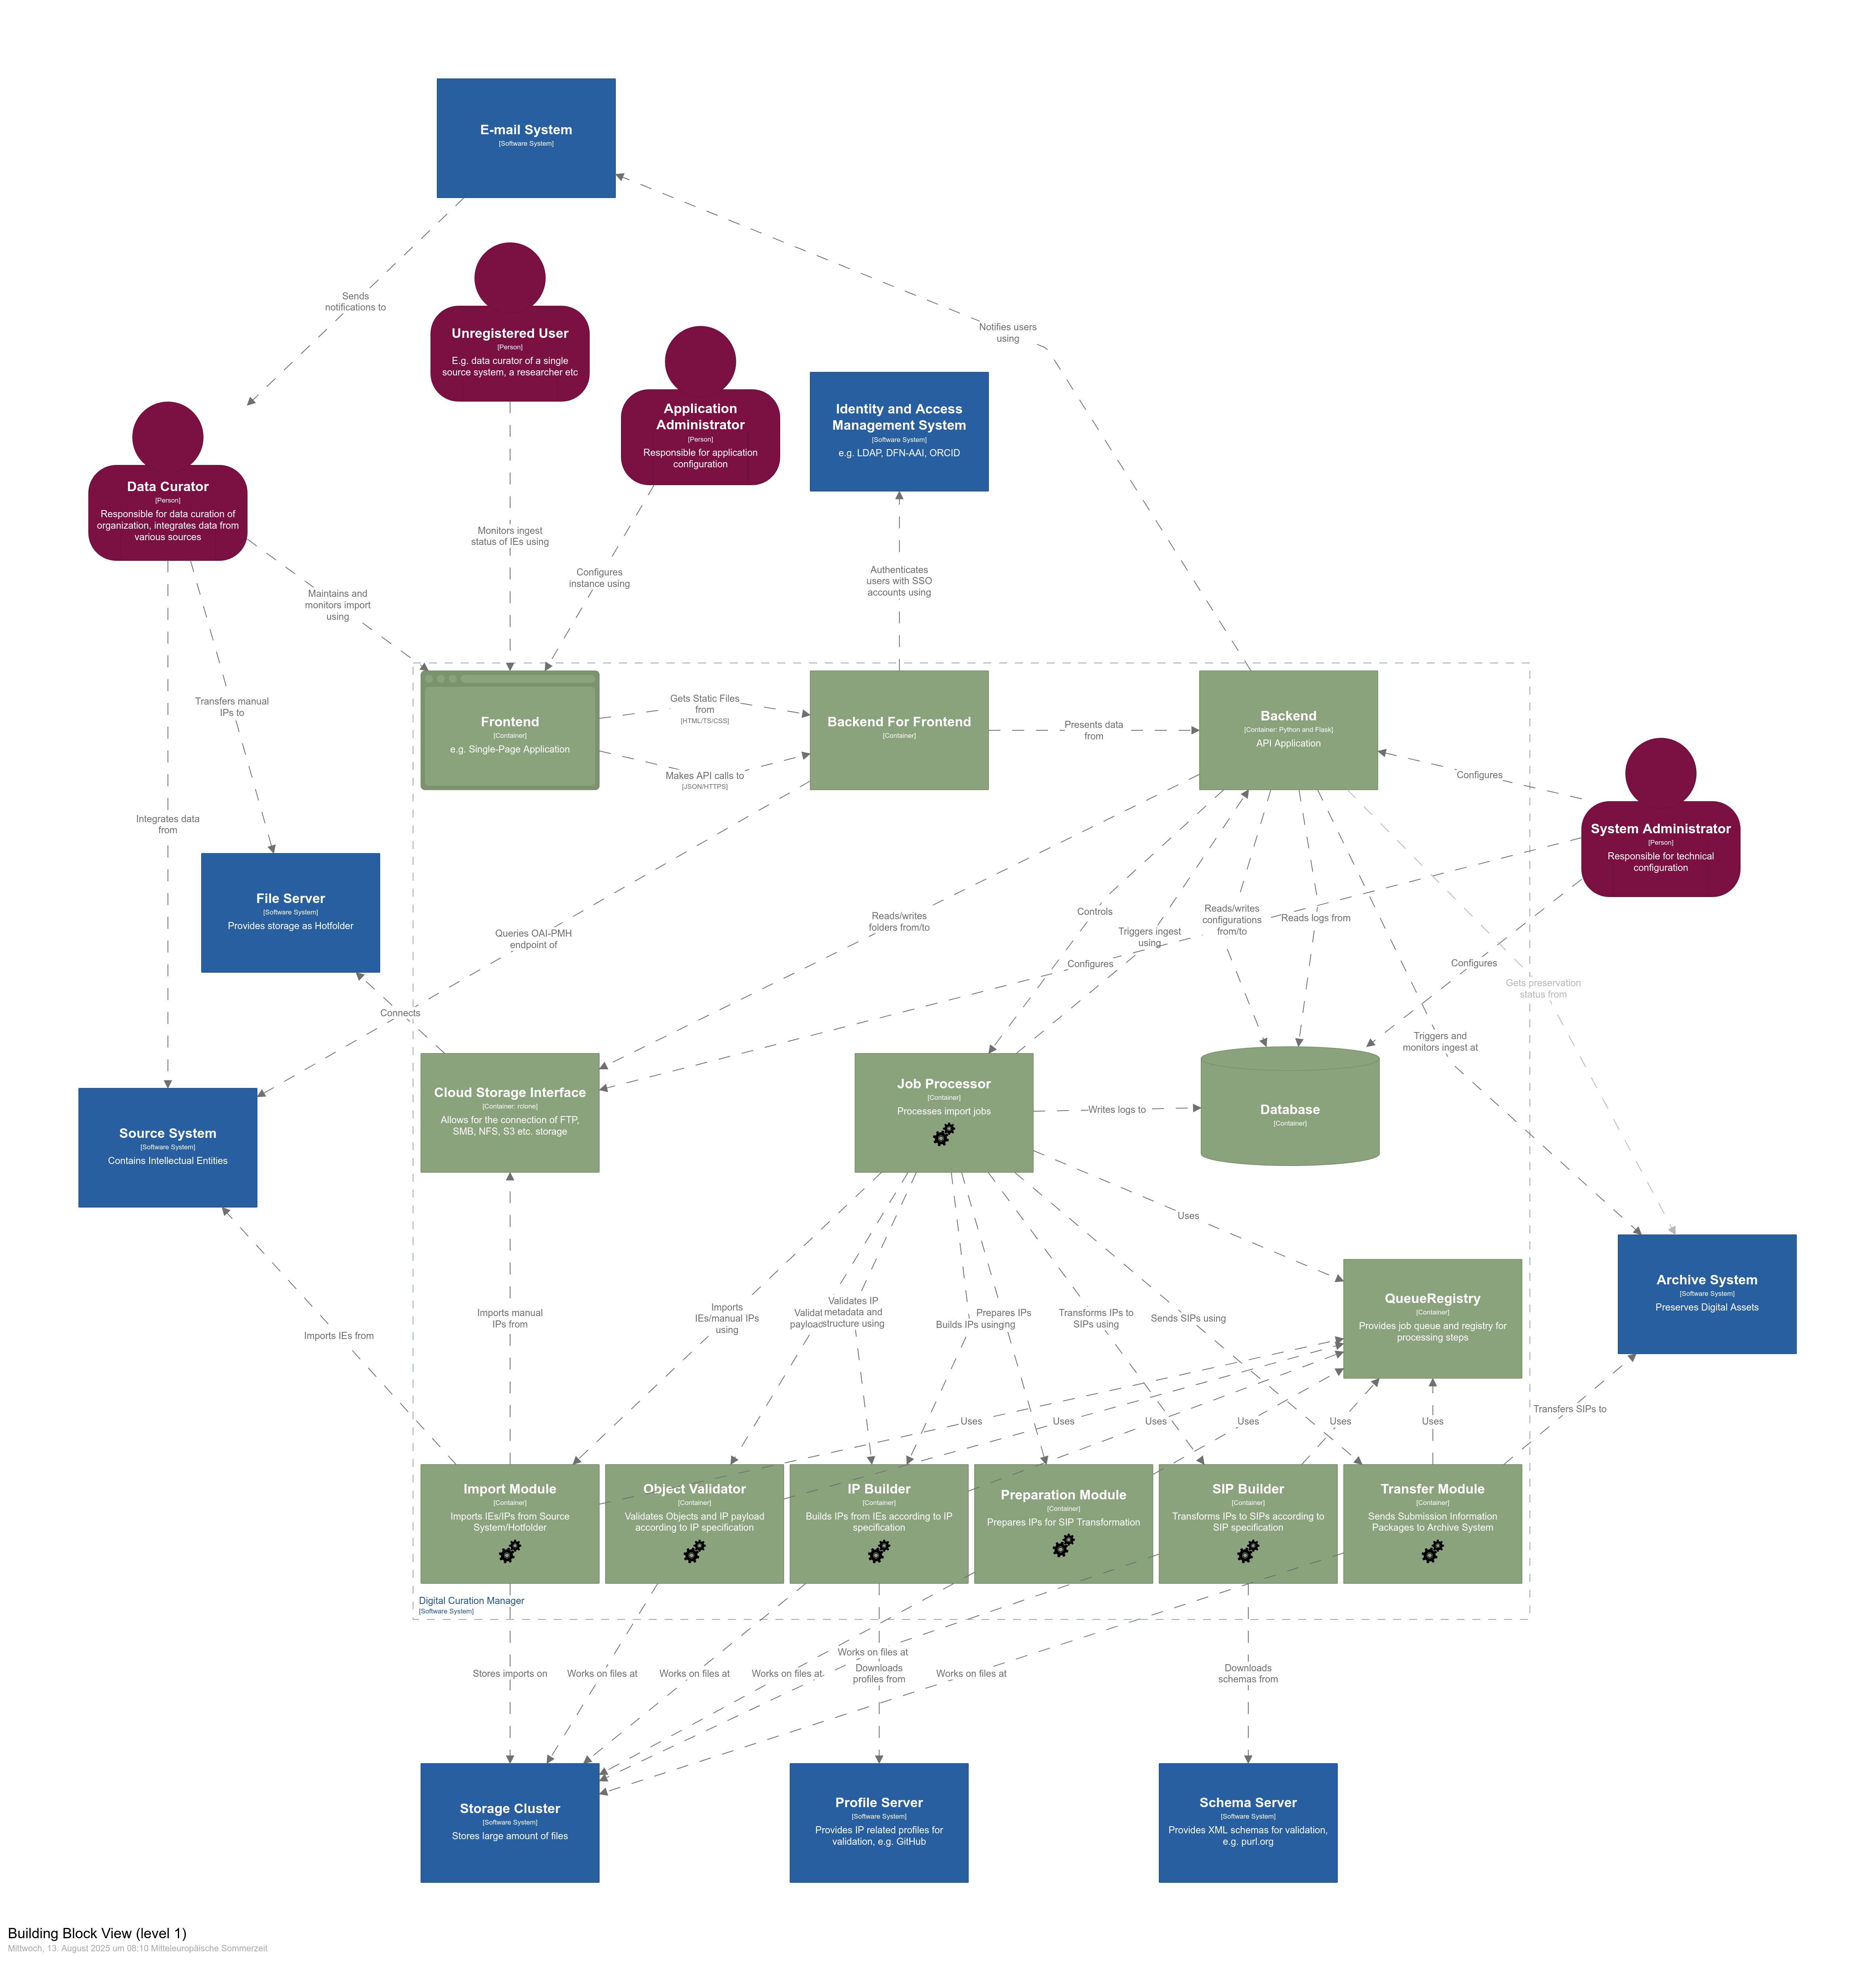 E-mail System
[Software System]
Sends
notifications to
Notifies users
using
Unregistered User
[Person]
E.g. data curator of a single
source system, a researcher etc
Application
Administrator
[Person]
Responsible for application
configuration
Identity and Access
Management System
[Software System]
e.g. LDAP, DFN-AAI, ORCID
Data Curator
[Person]
Responsible for data curation of
organization, integrates data from
various sources
Monitors ingest
status of IEs using
Configures
instance using
Authenticates
users with SSO
accounts using
Maintains and
monitors import
using
Transfers manual
IPs to
Integrates data
from
Frontend
[Container]
e.g. Single-Page Application
Gets Static Files
from
[HTML/TS/CSS]
Makes API calls to
[JSON/HTTPS]
Backend For Frontend
[Container]
Presents data
from
Backend
[Container: Python and Flask]
API Application
Configures
System Administrator
[Person]
Responsible for technical
configuration
File Server
[Software System]
Provides storage as Hotfolder
Queries OAI-PMH
endpoint of
Reads/writes
folders from/to
Controls
Triggers ingest
using
Reads/writes
configurations
from/to
Reads logs from
Configures
Configures
Gets preservation
status from
Connects
Triggers and
monitors ingest at
Cloud Storage Interface
[Container: rclone]
Allows for the connection of FTP,
SMB, NFS, S3 etc. storage
Job Processor
[Container]
Processes import jobs
Writes logs to
Database
[Container]
Source System
[Software System]
Contains Intellectual Entities
Uses
QueueRegistry
[Container]
Provides job queue and registry for
processing steps
Archive System
[Software System]
Preserves Digital Assets
Imports IEs from
Imports manual
IPs from
Imports
IEs/manual IPs
using
Validat
payload
Validates IP
metadata and
structure using
Builds IPs using
Prepares IPs
Transforms IPs to
SIPs using
Sends SIPs using
Uses
Uses
Uses
Uses
Uses
Uses
Transfers SIPs to
Import Module
[Container]
Imports IEs/IPs from Source
System/Hotfolder
Object Validator
[Container]
Validates Objects and IP payload
according to IP specification
IP Builder
[Container]
Builds IPs from IEs according to IP
specification
Preparation Module
[Container]
Prepares IPs for SIP Transformation
SIP Builder
[Container]
Transforms IPs to SIPs according to
SIP specification
Transfer Module
[Container]
Sends Submission Information
Packages to Archive System
Digital Curation Manager
[Software System]
Stores imports on
Works on files at
Works on files at
Works on files at
Works on files at
Downloads
profiles from
Works on files at
Downloads
schemas from
Storage Cluster
[Software System]
Stores large amount of files
Profile Server
[Software System]
Provides IP related profiles for
validation, e.g. GitHub
Schema Server
[Software System]
Provides XML schemas for validation,
e.g. purl.org
Building Block View (level 1)
Mittwoch, 13. August 2025 um 08:10 Mitteleuropäische Sommerzeit